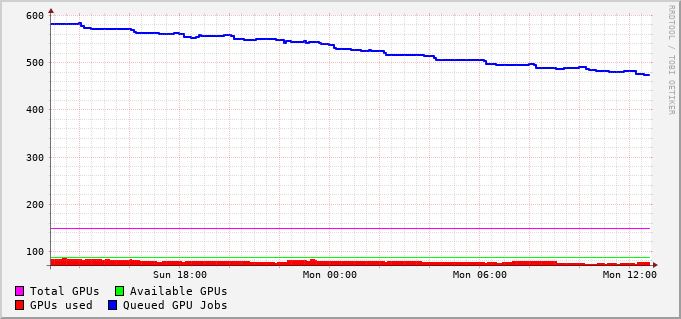 600
500
400
300
200
100
Sun 18:00 Mon 00:00 Mon 06:00 Mon 12:00
Total GPUs Available GPUs
GPUs used Queued GPU Jobs
RRDTOOL / TOBI OETIKER